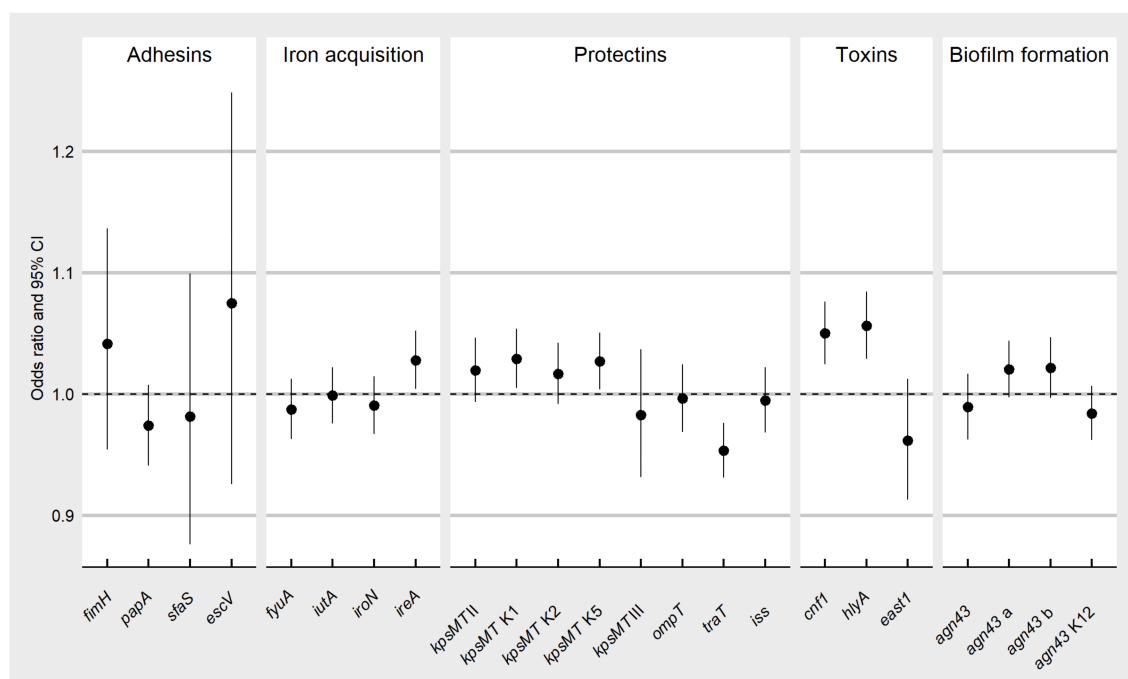 Adhesins Iron acquisition Protectins Toxins Biofilm formation
Odds ratio and 95% CI
1.2
1.1
1.0
0.9
fimH papA sfaS escV fyuA iutA iroN ireA kpsMTII kpsMT K1 kpsMT K2 kpsMT K5 kpsMTIII ompT traT iss cnf1 hlyA east1 agn43 agn43 a agn43 b agn43 K12